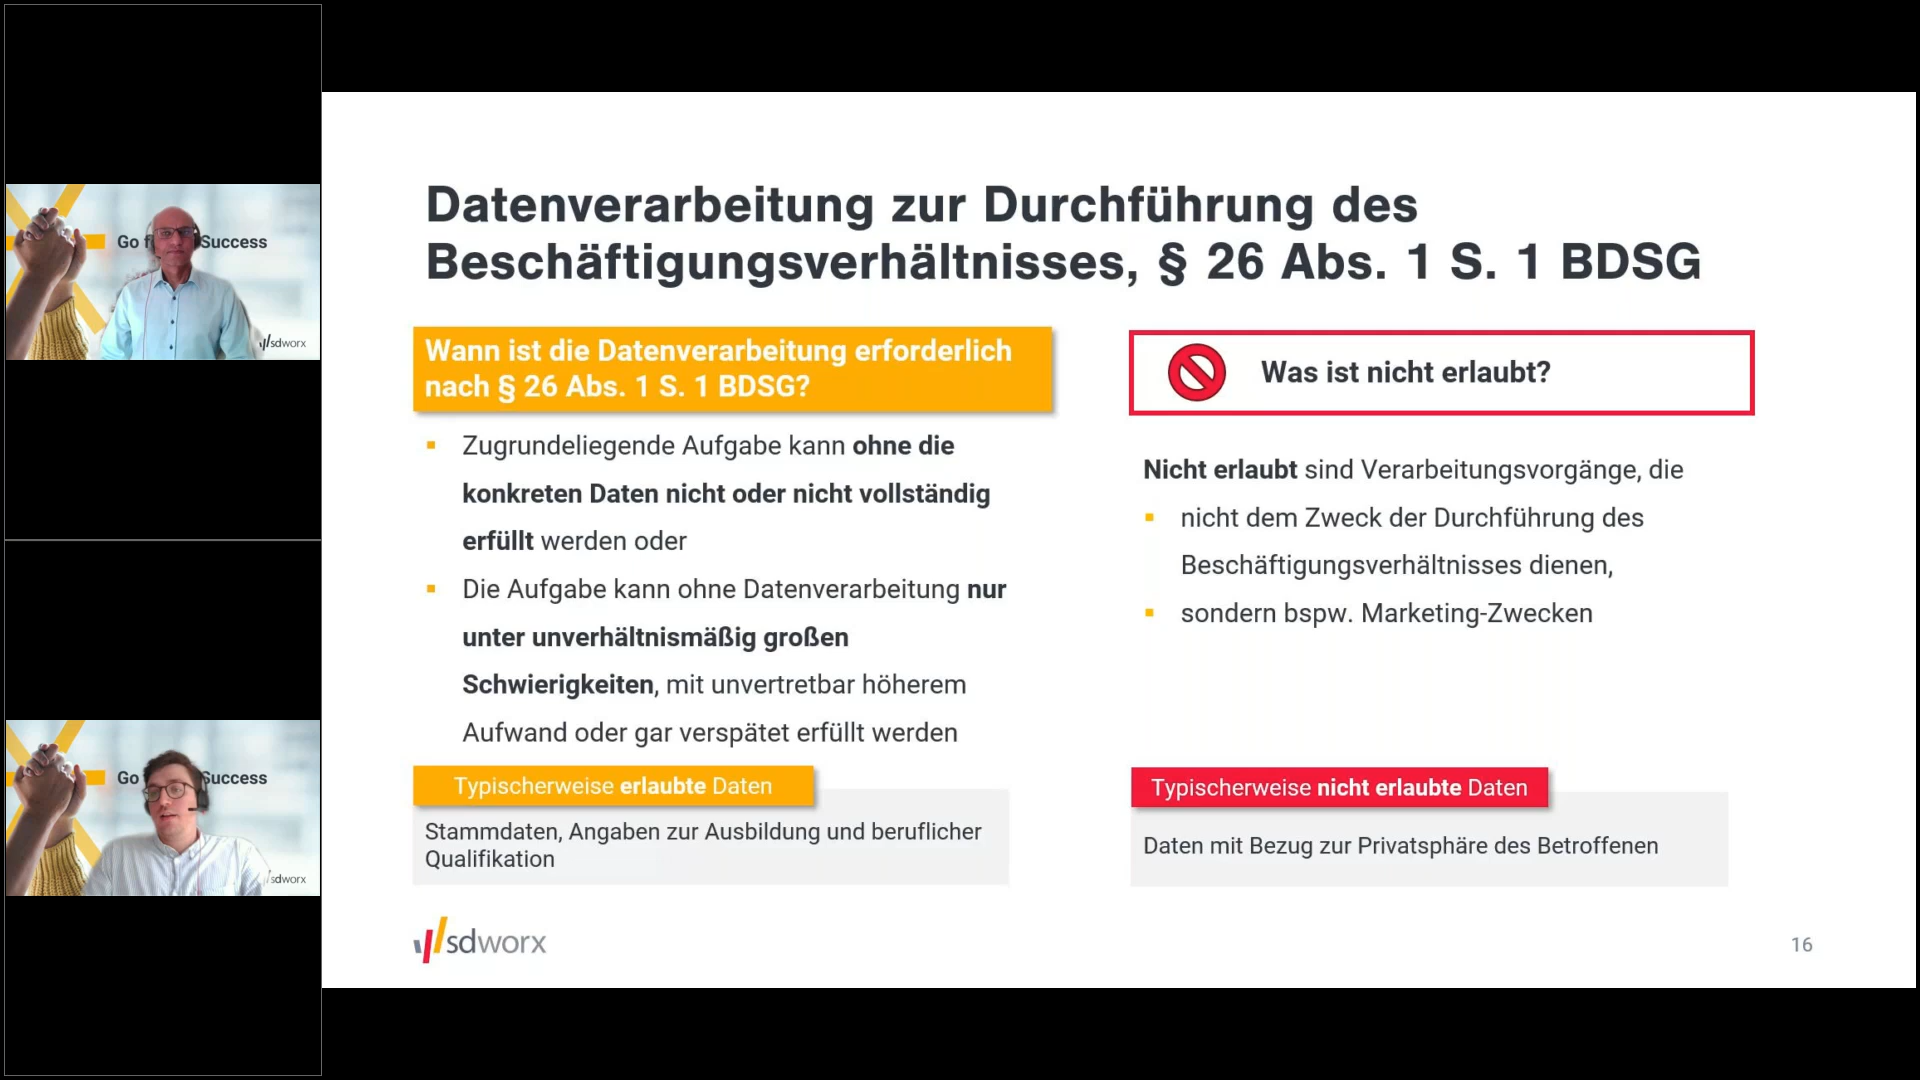 Go f Success
sdworx
Go Success
sdworx
Datenverarbeitung zur Durchführung des
Beschäftigungsverhältnisses, § 26 Abs. 1 S. 1 BDSG
Wann ist die Datenverarbeitung erforderlich
nach § 26 Abs. 1 S. 1 BDSG?
Zugrundeliegende Aufgabe kann ohne die
konkreten Daten nicht oder nicht vollständig
erfüllt werden oder
Die Aufgabe kann ohne Datenverarbeitung nur
unter unverhältnismäßig großen
Schwierigkeiten, mit unvertretbar höherem
Aufwand oder gar verspätet erfüllt werden
Typischerweise erlaubte Daten
Stammdaten, Angaben zur Ausbildung und beruflicher
Qualifikation
Was ist nicht erlaubt?
Nicht erlaubt sind Verarbeitungsvorgänge, die
nicht dem Zweck der Durchführung des
Beschäftigungsverhältnisses dienen,
sondern bspw. Marketing-Zwecken
Typischerweise nicht erlaubte Daten
Daten mit Bezug zur Privatsphäre des Betroffenen
sdworx
16